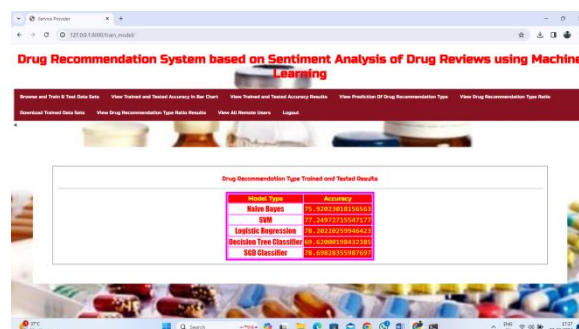 Service Provider
127.0.0.1:8000/train_model/
Drug Recommendation System based on Sentiment Analysis of Drug Reviews using Machine
Learning
Browse and Train & Test Data Sets View Trained and Tested Accuracy in Bar Chart View Trained and Tested Accuracy Results View Prediction Of Drug Recommendation Type View Drug Recommendation Type Ratio
Download Trained Data Sets View Drug Recommendation Type Ratio Results View All Remote Users Logout
Drug Recommendation Type Trained and Tested Results
Model Type Accuracy
Naive Bayes 75.92023018156563
SVM 77.24972715547177
Logistic Regression 78.20220259946423
Decision Tree Classifier 69.62000198432385
SGD Classifier 78.69828355987697
37°C
Search
ENG
17:27